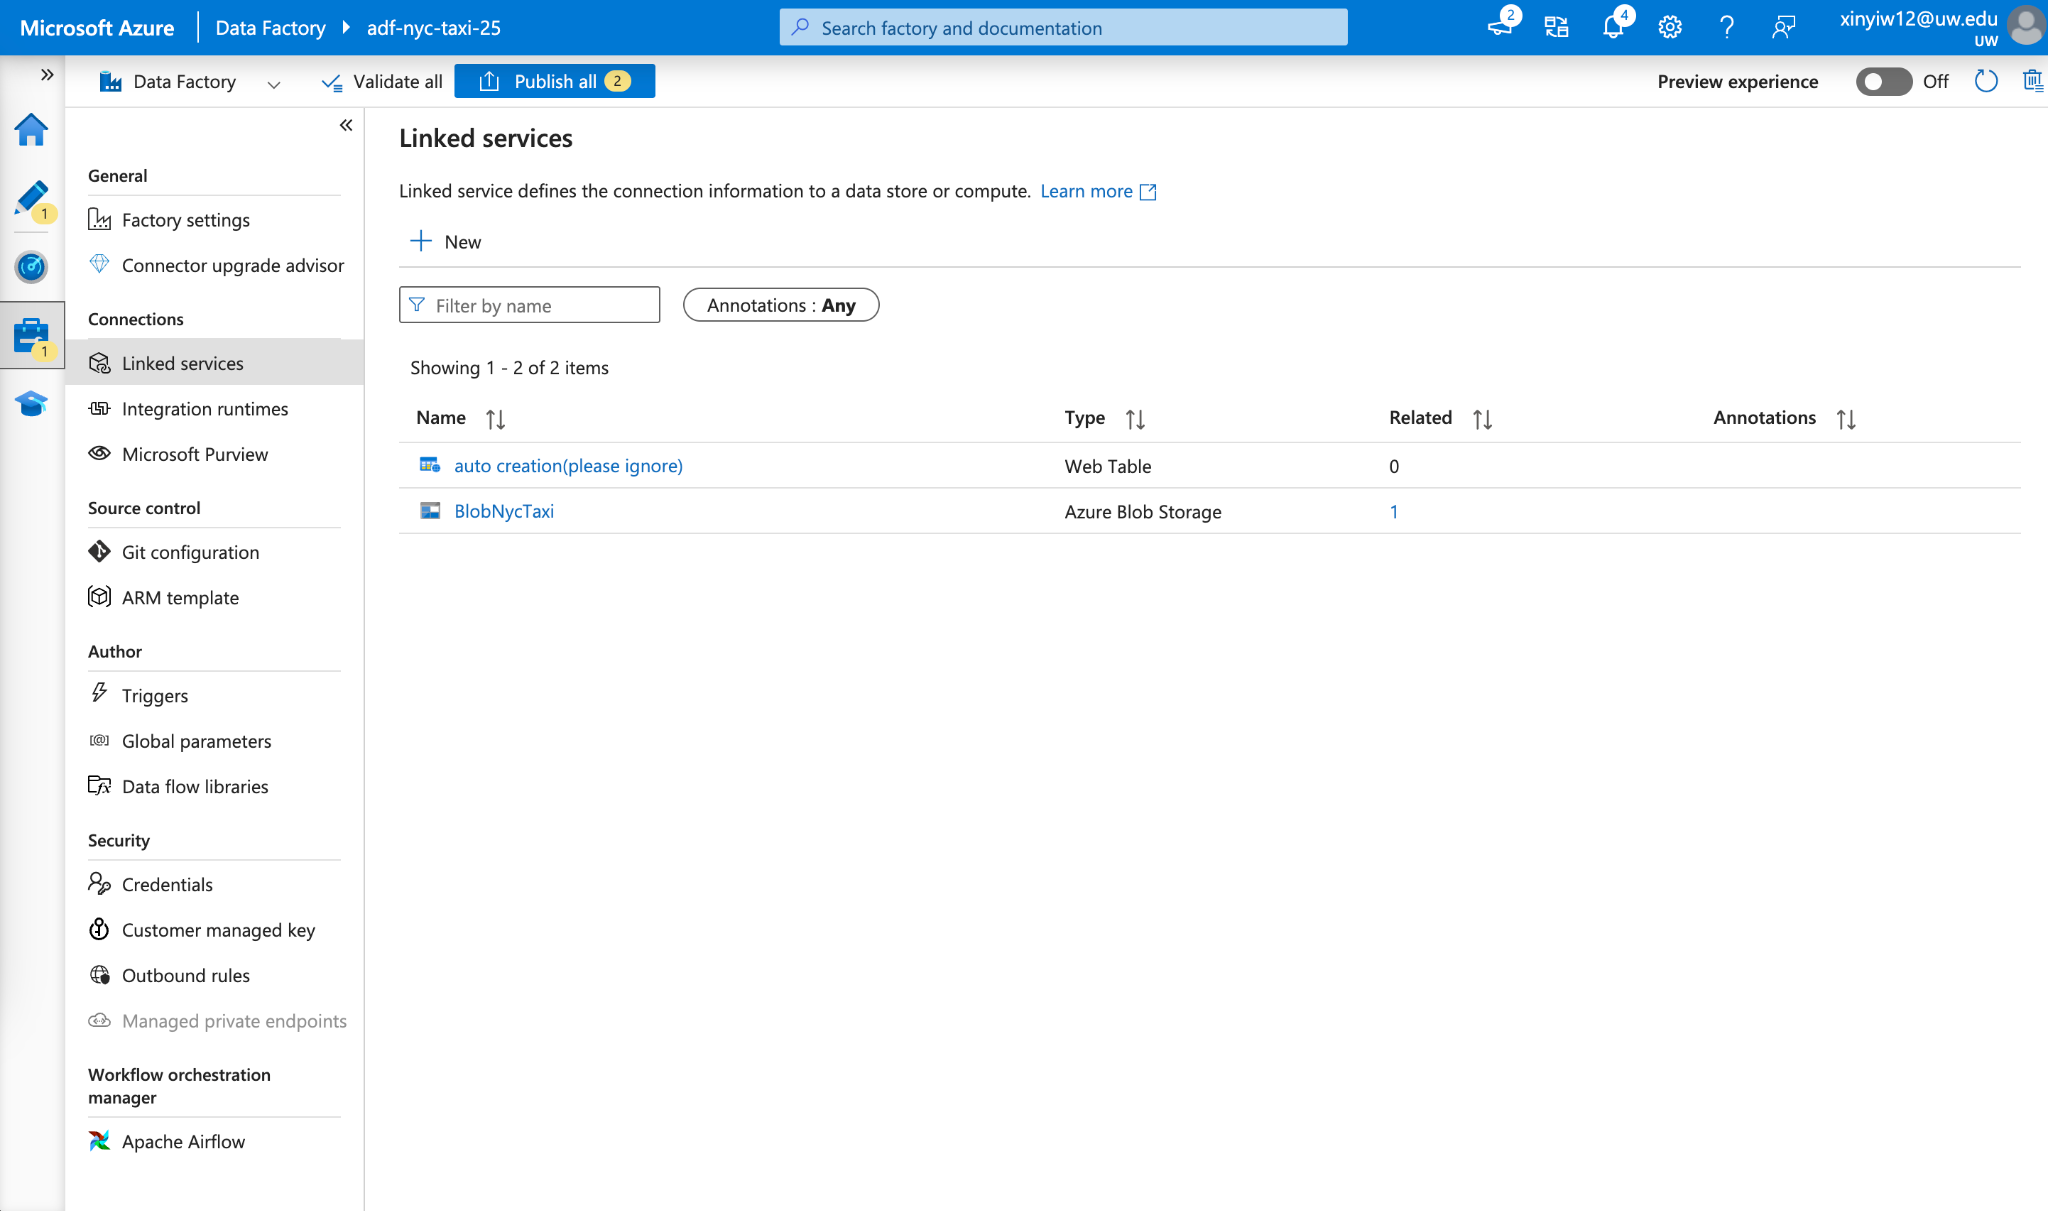 Microsoft Azure
Data Factory
adf-nyc-taxi-25
Search factory and documentation
2
4
xinyiw12@uw.edu
UW
Data Factory
Validate all
Publish all 2
Preview experience
Off
1
1
General
Factory settings
Connector upgrade advisor
Connections
Linked services
Integration runtimes
Microsoft Purview
Source control
Git configuration
ARM template
Author
Triggers
Global parameters
Data flow libraries
Security
Credentials
Customer managed key
Outbound rules
Managed private endpoints
Workflow orchestration
manager
Apache Airflow
Linked services
Linked service defines the connection information to a data store or compute. Learn more
New
Filter by name
Annotations : Any
Showing 1 - 2 of 2 items
Name Type Related Annotations
auto creation(please ignore) Web Table 0
BlobNycTaxi Azure Blob Storage 1